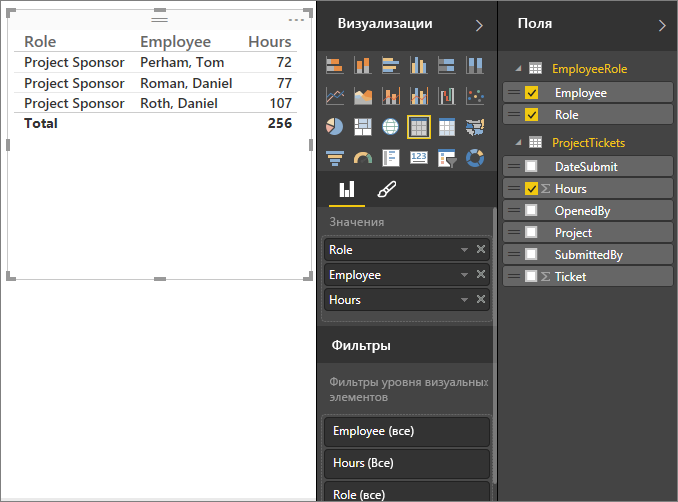 Role Employee Hours
Project Sponsor Perham, Tom 72
Project Sponsor Roman, Daniel 77
Project Sponsor Roth, Daniel 107
Total 256
Визуализации
123
Значения
Role
Employee
Hours
Фильтры
Фильтры уровня визуальных
элементов
Employee (все)
Hours (Все)
Role (все)
Поля
EmployeeRole
Employee
Role
ProjectTickets
DateSubmit
Σ Hours
OpenedBy
Project
SubmittedBy
Σ Ticket